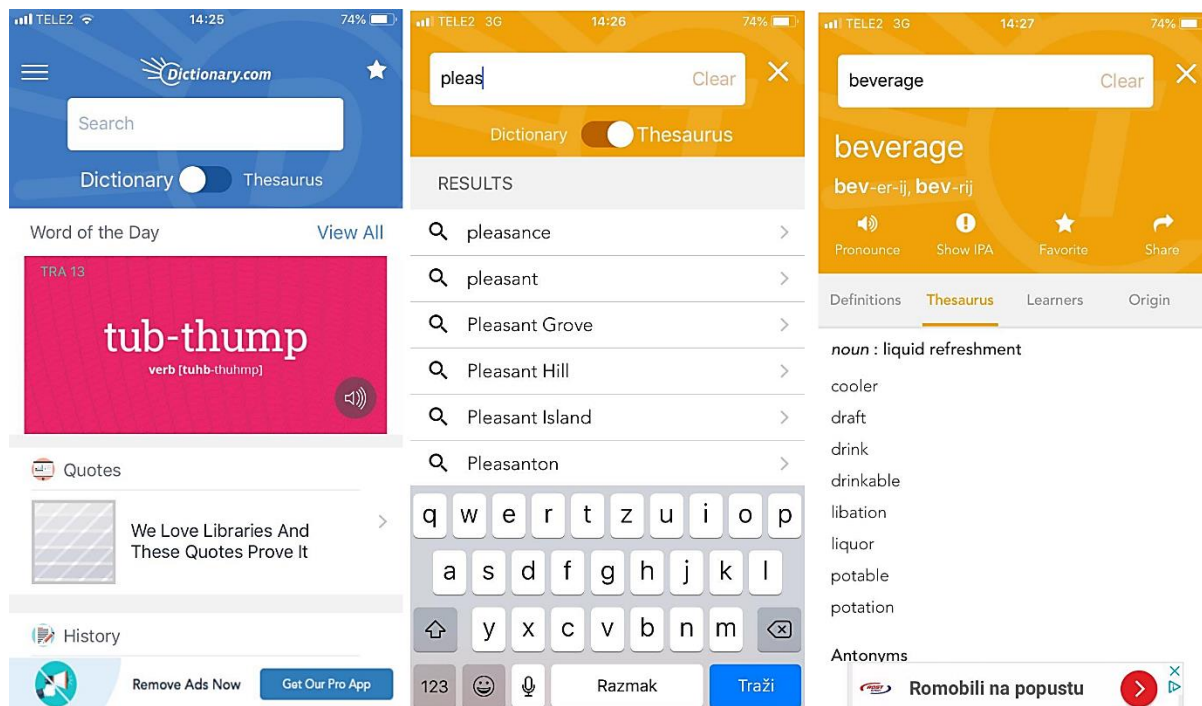 TELE2 14:25 74%
Dictionary.com
Search
Dictionary Thesaurus
Word of the Day View All
TRA 13
tub-thump
verb [tuhb-thuhmp]
Quotes
We Love Libraries And
These Quotes Prove It
History
Remove Ads Now Get Our Pro App
TELE2 3G 14:26 74%
pleas Clear
Dictionary Thesaurus
RESULTS
pleasance
pleasant
Pleasant Grove
Pleasant Hill
Pleasant Island
Pleasanton
q w e r t z u i o p
a s d f g h j k l
y x c v b n m
123 Razmak Traži
TELE2 3G 14:27 74%
beverage Clear
beverage
bev-er-ij, bev-rij
Pronounce Show IPA Favorite Share
Definitions Thesaurus Learners Origin
noun : liquid refreshment
cooler
draft
drink
drinkable
libation
liquor
potable
potation
Antonyms
Romobili na popustu